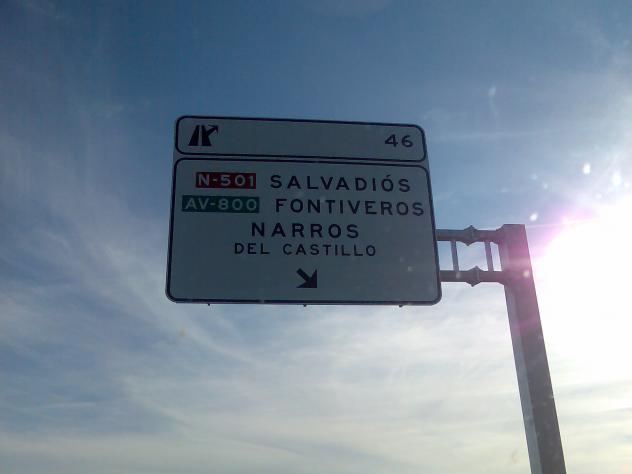 46
N-501 SALVADIÓS
AV-800 FONTIVEROS
NARROS
DEL CASTILLO